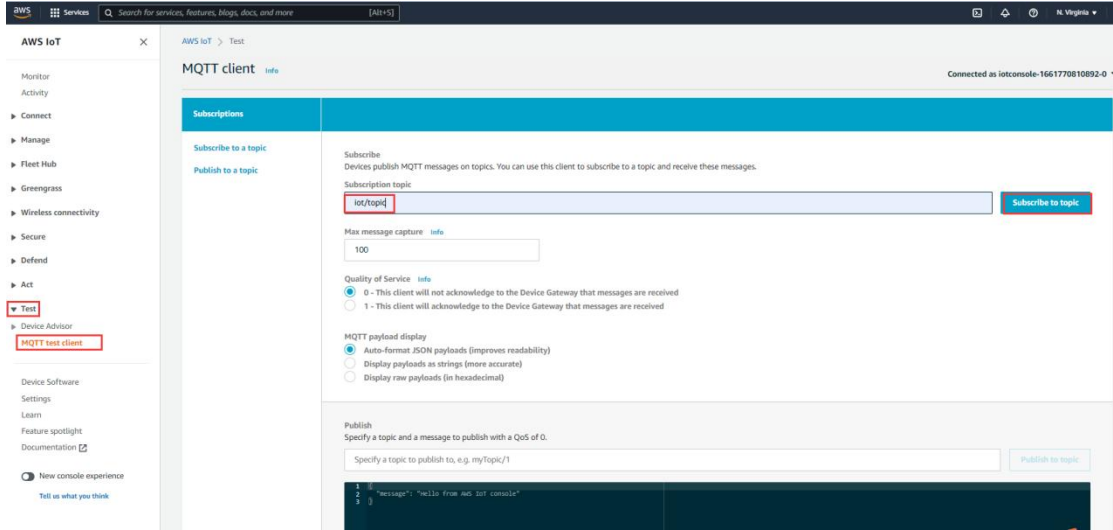 aws Services Search for services, features, blogs, docs, and more [Alt+S] N. Virginia
AWS IoT
Monitor
Activity
Connect
Manage
Fleet Hub
Greengrass
Wireless connectivity
Secure
Defend
Act
Test
Device Advisor
MQTT test client
Device Software
Settings
Learn
Feature spotlight
Documentation
New console experience
Tell us what you think
AWS IoT > Test
MQTT client Info
Connected as iotconsole-1661770810892-0
Subscriptions
Subscribe to a topic
Publish to a topic
Subscribe
Devices publish MQTT messages on topics. You can use this client to subscribe to a topic and receive these messages.
Subscription topic
iot/topic
Subscribe to topic
Max message capture Info
100
Quality of Service Info
0 - This client will not acknowledge to the Device Gateway that messages are received
1 - This client will acknowledge to the Device Gateway that messages are received
MQTT payload display
Auto-format JSON payloads (improves readability)
Display payloads as strings (more accurate)
Display raw payloads (in hexadecimal)
Publish
Specify a topic and a message to publish with a QoS of 0.
Specify a topic to publish to, e.g. myTopic/1
Publish to topic
1 {
2 "message": "Hello from AWS IoT console"
3 }